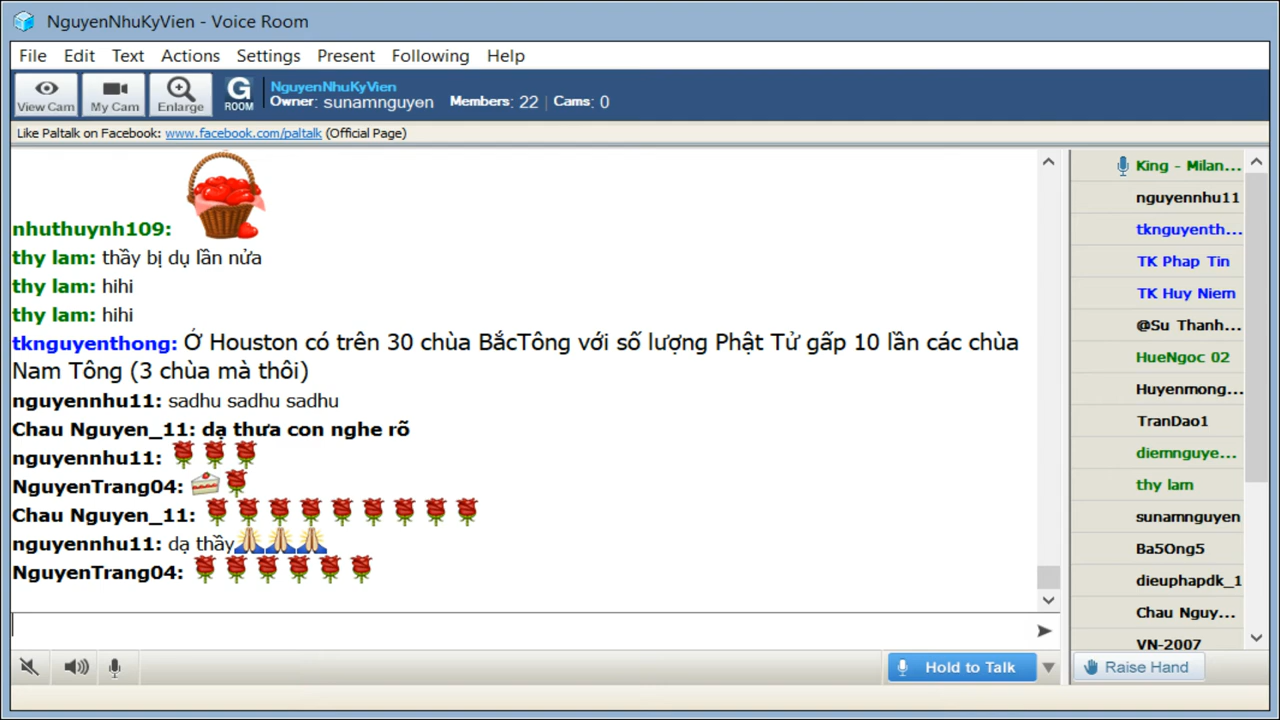 NguyenNhuKyVien - Voice Room
File Edit Text Actions Settings Present Following Help
View Cam My Cam Enlarge G ROOM
NguyenNhuKyVien
Owner: sunamnguyen Members: 22 | Cams: 0
Like Paltalk on Facebook: www.facebook.com/paltalk (Official Page)
nhuthuynh109:
thy lam: thầy bị dụ lần nửa
thy lam: hihi
thy lam: hihi
tknguyenthong: Ở Houston có trên 30 chùa BắcTông với số lượng Phật Tử gấp 10 lần các chùa
Nam Tông (3 chùa mà thôi)
nguyennhu11: sadhu sadhu sadhu
Chau Nguyen_11: dạ thưa con nghe rõ
nguyennhu11:
NguyenTrang04:
Chau Nguyen_11:
nguyennhu11: dạ thầy
NguyenTrang04:
King - Milan...
nguyennhu11
tknguyenth...
TK Phap Tin
TK Huy Niem
@Su Thanh...
HueNgoc 02
Huyenmong...
TranDao1
diemnguye...
thy lam
sunamnguyen
Ba5Ong5
dieuphapdk_1
Chau Nguy...
VN-2007
Hold to Talk
Raise Hand